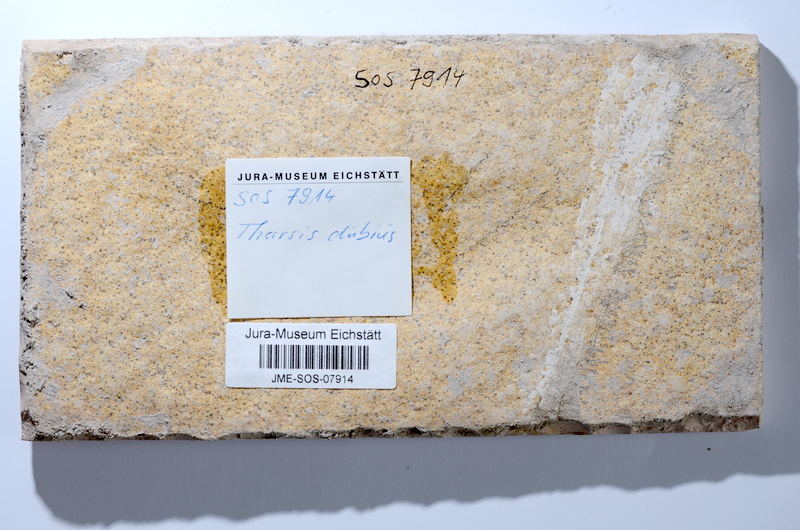 SOS 7914
JURA-MUSEUM EICHSTÄTT
SOS 7914
Tharsis dubius
Jura-Museum Eichstätt
JME-SOS-07914